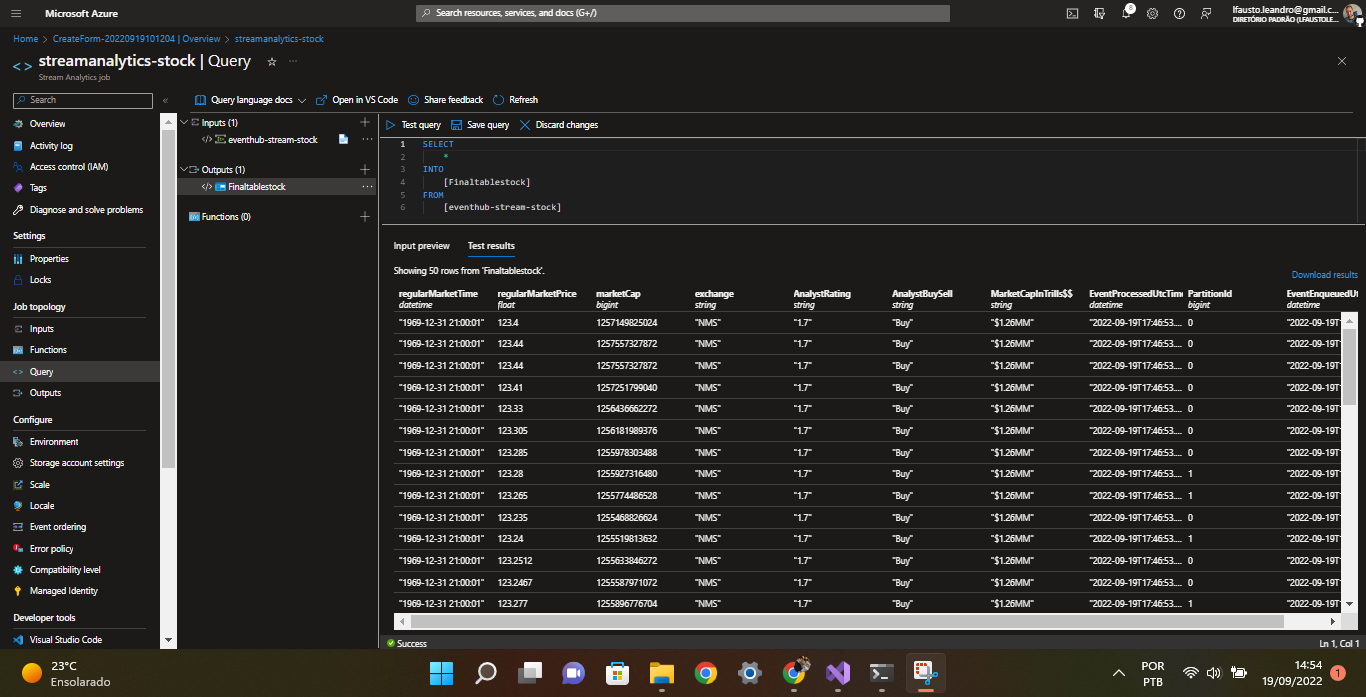 Microsoft Azure
Search resources, services, and docs (G+/)
8
lfausto.leandro@gmail.c...
DIRETÓRIO PADRÃO (LFAUSTOLE...
Home > CreateForm-20220919101204 | Overview > streamanalytics-stock
<> streamanalytics-stock | Query ☆ ...
Stream Analytics job
Search
«
Query language docs
Open in VS Code
Share feedback
Refresh
Overview
Activity log
Access control (IAM)
Tags
Diagnose and solve problems
Settings
Properties
Locks
Job topology
Inputs
Functions
Query
Outputs
Configure
Environment
Storage account settings
Scale
Locale
Event ordering
Error policy
Compatibility level
Managed Identity
Developer tools
Visual Studio Code
Inputs (1)
eventhub-stream-stock
Outputs (1)
Finaltablestock
Functions (0)
Test query
Save query
Discard changes
1 SELECT
2 *
3 INTO
4 [Finaltablestock]
5 FROM
6 [eventhub-stream-stock]
Input preview Test results
Showing 50 rows from 'Finaltablestock'.
Download results
regularMarketTime regularMarketPrice marketCap exchange AnalystRating AnalystBuySell MarketCapInTrills$$ EventProcessedUtcTim PartitionId EventEnqueuedUt
datetime float bigint string string string string datetime bigint datetime
"1969-12-31 21:00:01" 123.4 1257149825024 "NMS" "1.7" "Buy" "$1.26MM" "2022-09-19T17:46:53.... 0 "2022-09-19T
"1969-12-31 21:00:01" 123.44 1257557327872 "NMS" "1.7" "Buy" "$1.26MM" "2022-09-19T17:46:53.... 0 "2022-09-19T
"1969-12-31 21:00:01" 123.44 1257557327872 "NMS" "1.7" "Buy" "$1.26MM" "2022-09-19T17:46:53.... 0 "2022-09-19T
"1969-12-31 21:00:01" 123.41 1257251799040 "NMS" "1.7" "Buy" "$1.26MM" "2022-09-19T17:46:53.... 0 "2022-09-19T
"1969-12-31 21:00:01" 123.33 1256436662272 "NMS" "1.7" "Buy" "$1.26MM" "2022-09-19T17:46:53.... 0 "2022-09-19T
"1969-12-31 21:00:01" 123.305 1256181989376 "NMS" "1.7" "Buy" "$1.26MM" "2022-09-19T17:46:53.... 0 "2022-09-19T
"1969-12-31 21:00:01" 123.285 1255978303488 "NMS" "1.7" "Buy" "$1.26MM" "2022-09-19T17:46:53.... 0 "2022-09-19T
"1969-12-31 21:00:01" 123.28 1255927316480 "NMS" "1.7" "Buy" "$1.26MM" "2022-09-19T17:46:53.... 1 "2022-09-19T
"1969-12-31 21:00:01" 123.265 1255774486528 "NMS" "1.7" "Buy" "$1.26MM" "2022-09-19T17:46:53.... 1 "2022-09-19T
"1969-12-31 21:00:01" 123.235 1255468826624 "NMS" "1.7" "Buy" "$1.26MM" "2022-09-19T17:46:53.... 0 "2022-09-19T
"1969-12-31 21:00:01" 123.24 1255519813632 "NMS" "1.7" "Buy" "$1.26MM" "2022-09-19T17:46:53.... 1 "2022-09-19T
"1969-12-31 21:00:01" 123.2512 1255633846272 "NMS" "1.7" "Buy" "$1.26MM" "2022-09-19T17:46:53.... 0 "2022-09-19T
"1969-12-31 21:00:01" 123.2467 1255587971072 "NMS" "1.7" "Buy" "$1.26MM" "2022-09-19T17:46:53.... 0 "2022-09-19T
"1969-12-31 21:00:01" 123.277 1255896776704 "NMS" "1.7" "Buy" "$1.26MM" "2022-09-19T17:46:53.... 1 "2022-09-19T
Success
Ln 1, Col 1
23°C
Ensolarado
POR
PTB
14:54
19/09/2022
1